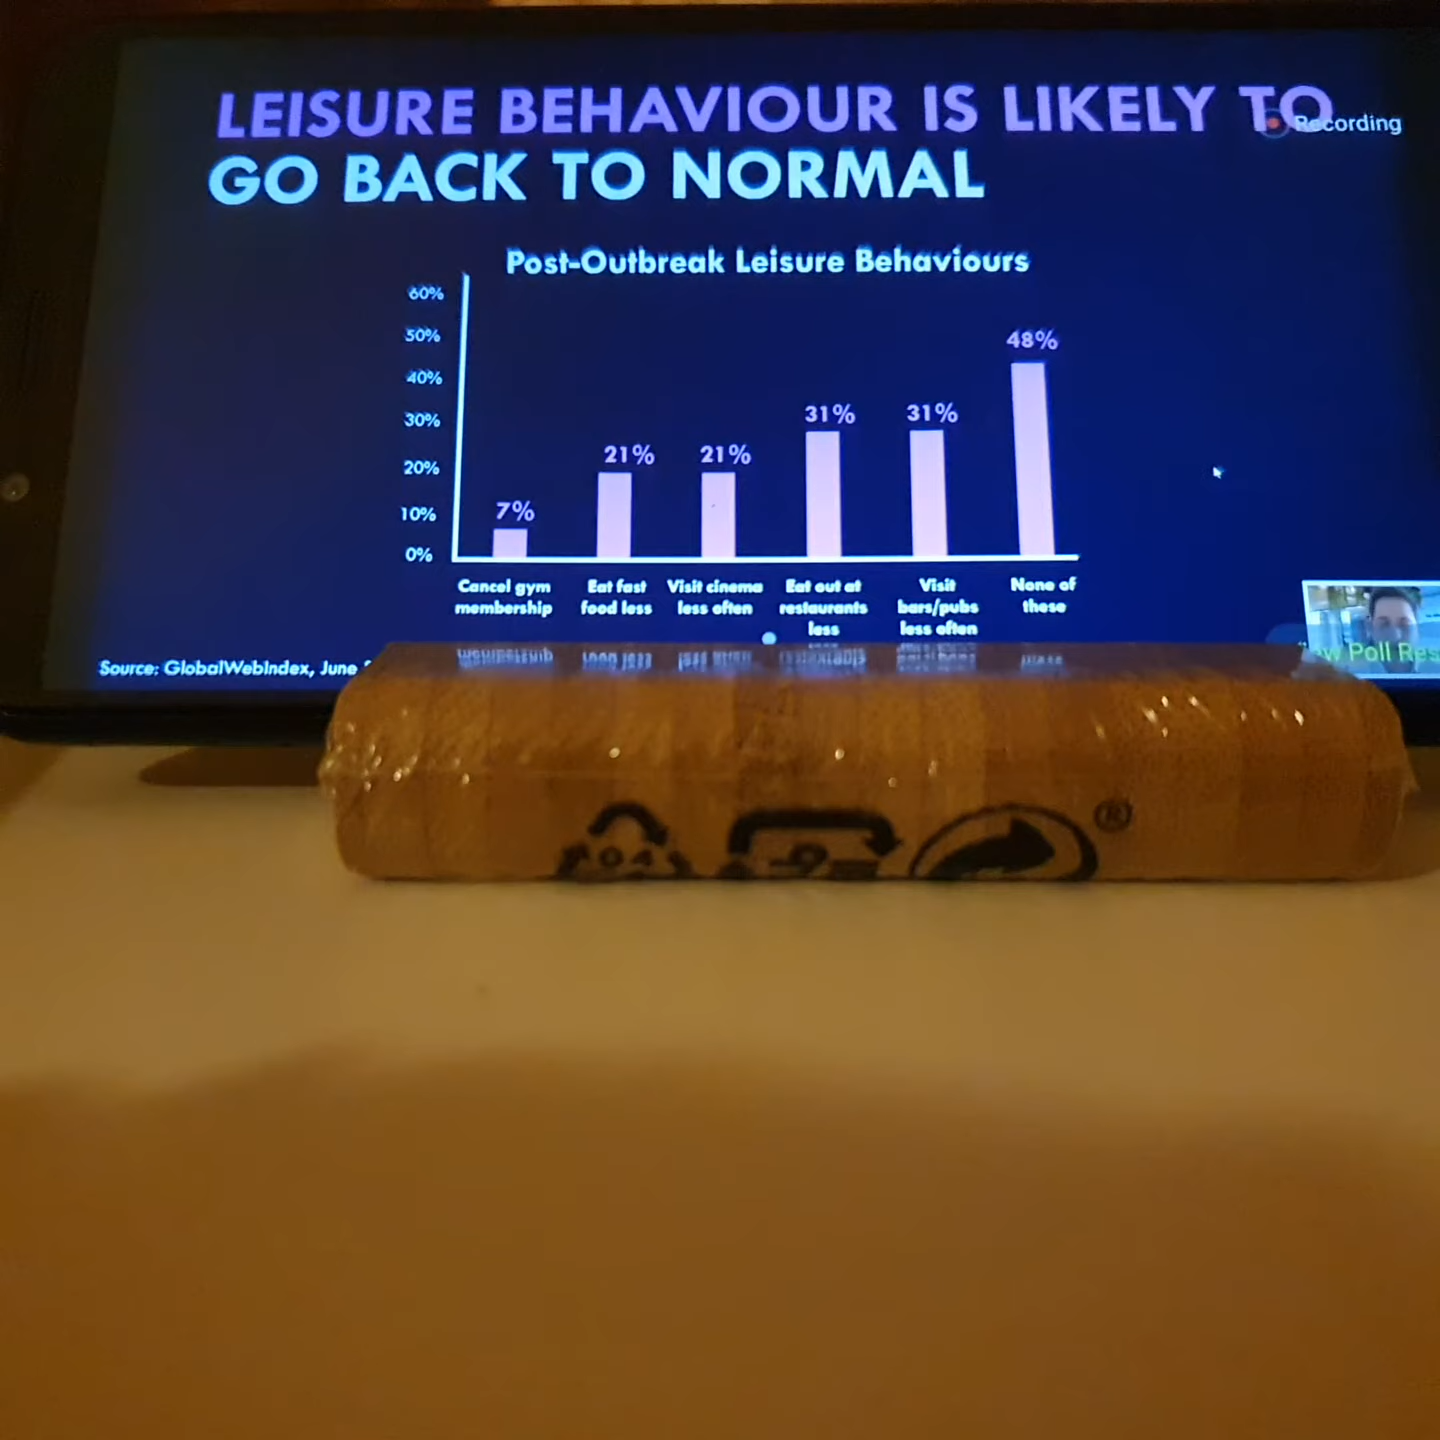 LEISURE BEHAVIOUR IS LIKELY TO
Recording
GO BACK TO NORMAL
Post-Outbreak Leisure Behaviours
60%
50%
40%
30%
20%
10%
0%
7%
21%
21%
31%
31%
48%
Cancel gym
membership
Eat fast
food less
Visit cinema
less often
Eat out at
restaurants
less
Visit
bars/pubs
less often
None of
these
Source: GlobalWebIndex, June
Poll
®